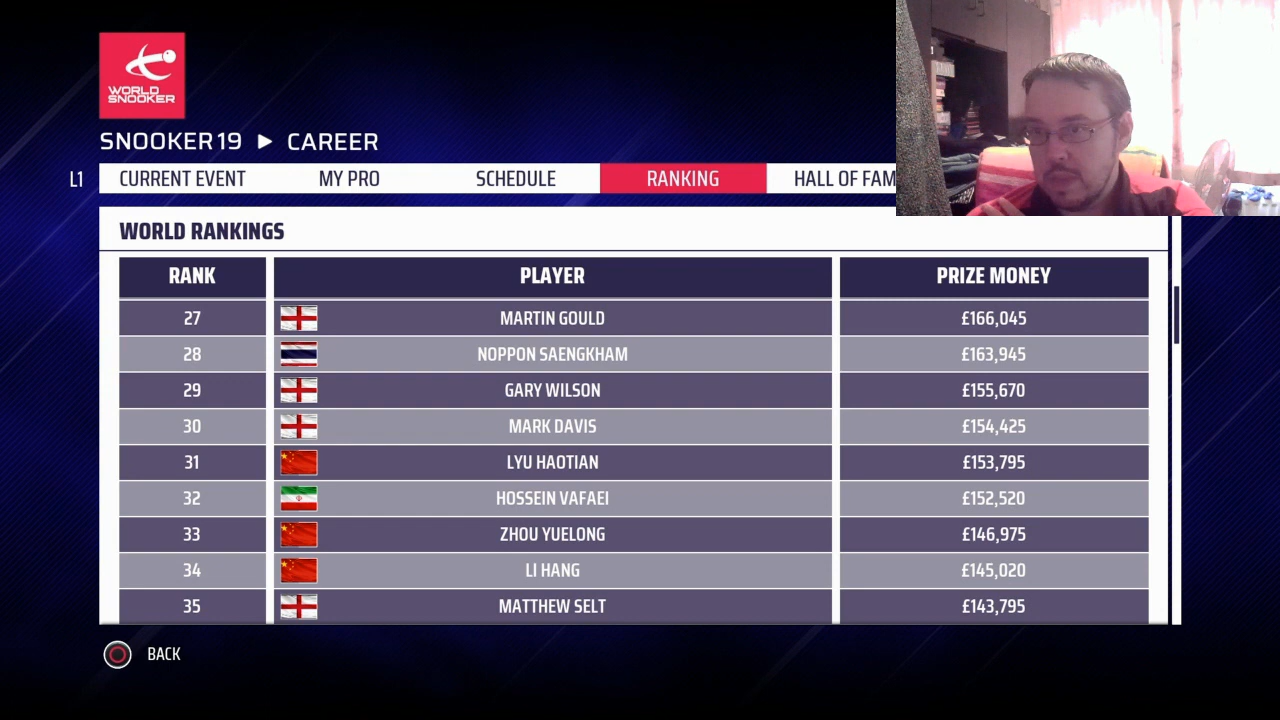 WORLD
SNOOKER
SNOOKER 19 ▶ CAREER
L1 CURRENT EVENT MY PRO SCHEDULE RANKING HALL OF FAM
WORLD RANKINGS
RANK PLAYER PRIZE MONEY
27 MARTIN GOULD £166,045
28 NOPPON SAENGKHAM £163,945
29 GARY WILSON £155,670
30 MARK DAVIS £154,425
31 LYU HAOTIAN £153,795
32 HOSSEIN VAFAEI £152,520
33 ZHOU YUELONG £146,975
34 LI HANG £145,020
35 MATTHEW SELT £143,795
BACK